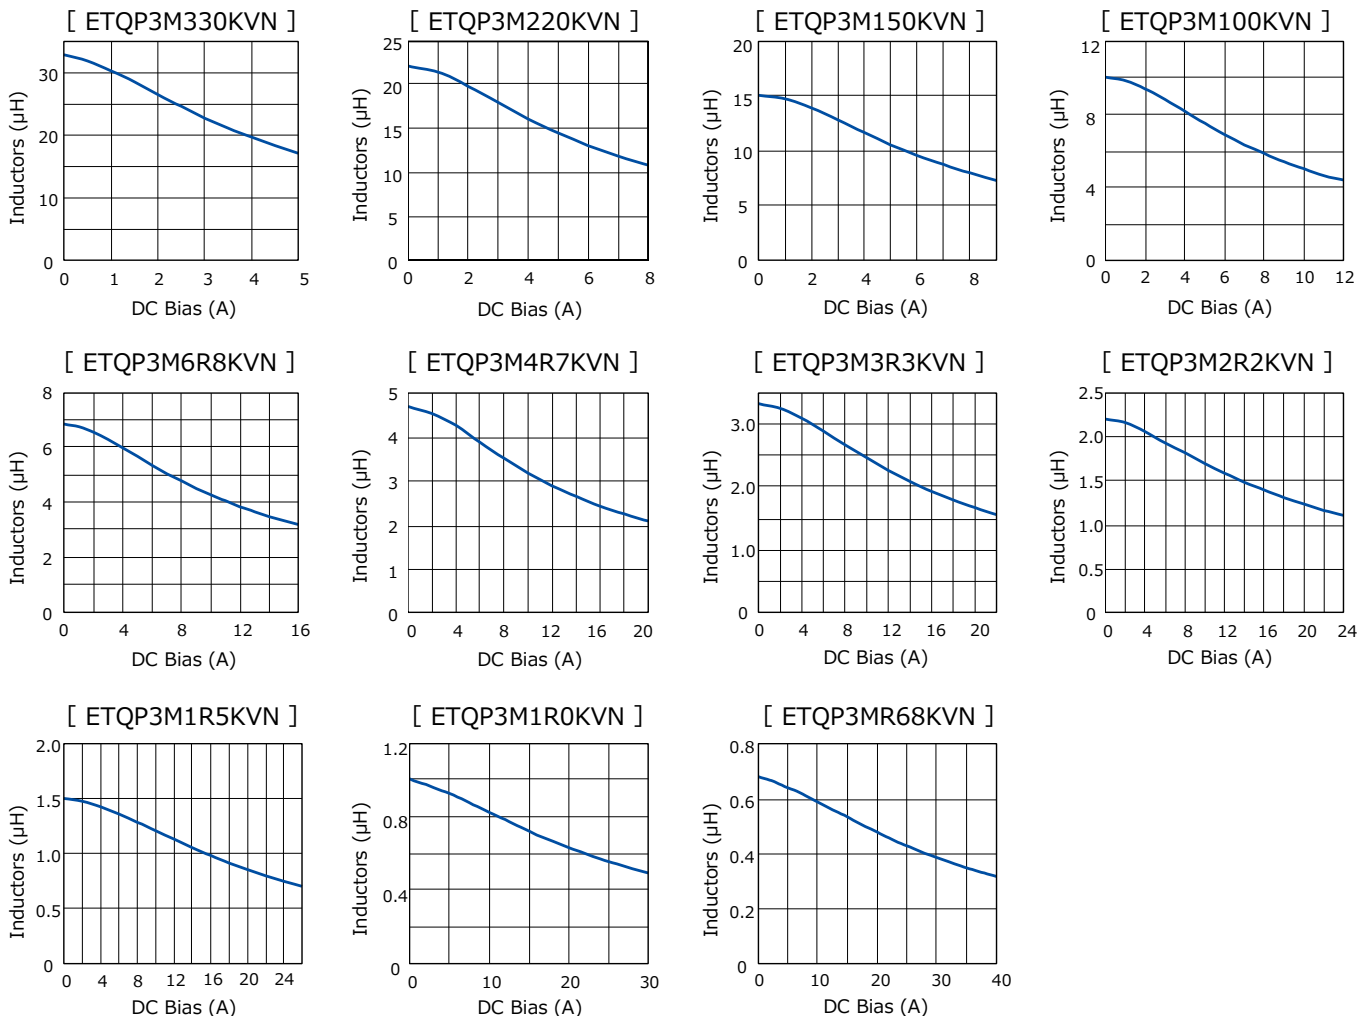 [ ETQP3M330KVN ]
Inductors (μH)
30
20
10
0
0 1 2 3 4 5
DC Bias (A)
[ ETQP3M220KVN ]
Inductors (μH)
25
20
15
10
5
0
0 2 4 6 8
DC Bias (A)
[ ETQP3M150KVN ]
Inductors (μH)
20
15
10
5
0
0 2 4 6 8
DC Bias (A)
[ ETQP3M100KVN ]
Inductors (μH)
12
8
4
0
0 2 4 6 8 10 12
DC Bias (A)
[ ETQP3M6R8KVN ]
Inductors (μH)
8
6
4
2
0
0 4 8 12 16
DC Bias (A)
[ ETQP3M4R7KVN ]
Inductors (μH)
5
4
3
2
1
0
0 4 8 12 16 20
DC Bias (A)
[ ETQP3M3R3KVN ]
Inductors (μH)
3.0
2.0
1.0
0
0 4 8 12 16 20
DC Bias (A)
[ ETQP3M2R2KVN ]
Inductors (μH)
2.5
2.0
1.5
1.0
0.5
0
0 4 8 12 16 20 24
DC Bias (A)
[ ETQP3M1R5KVN ]
Inductors (μH)
2.0
1.5
1.0
0.5
0
0 4 8 12 16 20 24
DC Bias (A)
[ ETQP3M1R0KVN ]
Inductors (μH)
1.2
0.8
0.4
0
0 10 20 30
DC Bias (A)
[ ETQP3MR68KVN ]
Inductors (μH)
0.8
0.6
0.4
0.2
0
0 10 20 30 40
DC Bias (A)